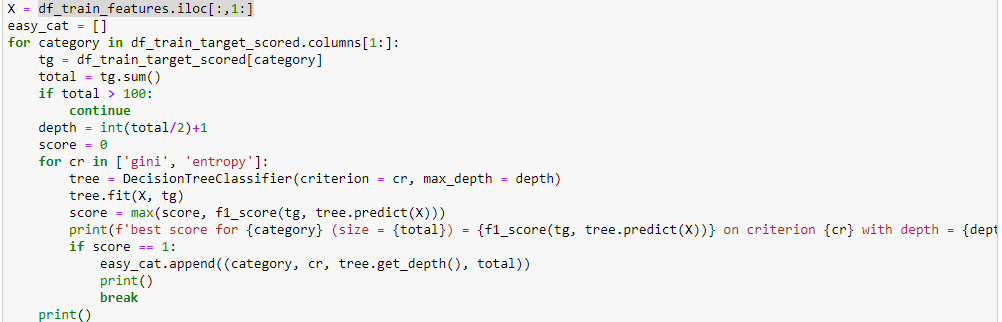 X = df_train_features.iloc[:,1:]
easy_cat = []
for category in df_train_target_scored.columns[1:]:
    tg = df_train_target_scored[category]
    total = tg.sum()
    if total > 100:
        continue
    depth = int(total/2)+1
    score = 0
    for cr in ['gini', 'entropy']:
        tree = DecisionTreeClassifier(criterion = cr, max_depth = depth)
        tree.fit(X, tg)
        score = max(score, f1_score(tg, tree.predict(X)))
        print(f'best score for {category} (size = {total}) = {f1_score(tg, tree.predict(X))} on criterion {cr} with depth = {dept
        if score == 1:
            easy_cat.append((category, cr, tree.get_depth(), total))
            print()
            break
    print()